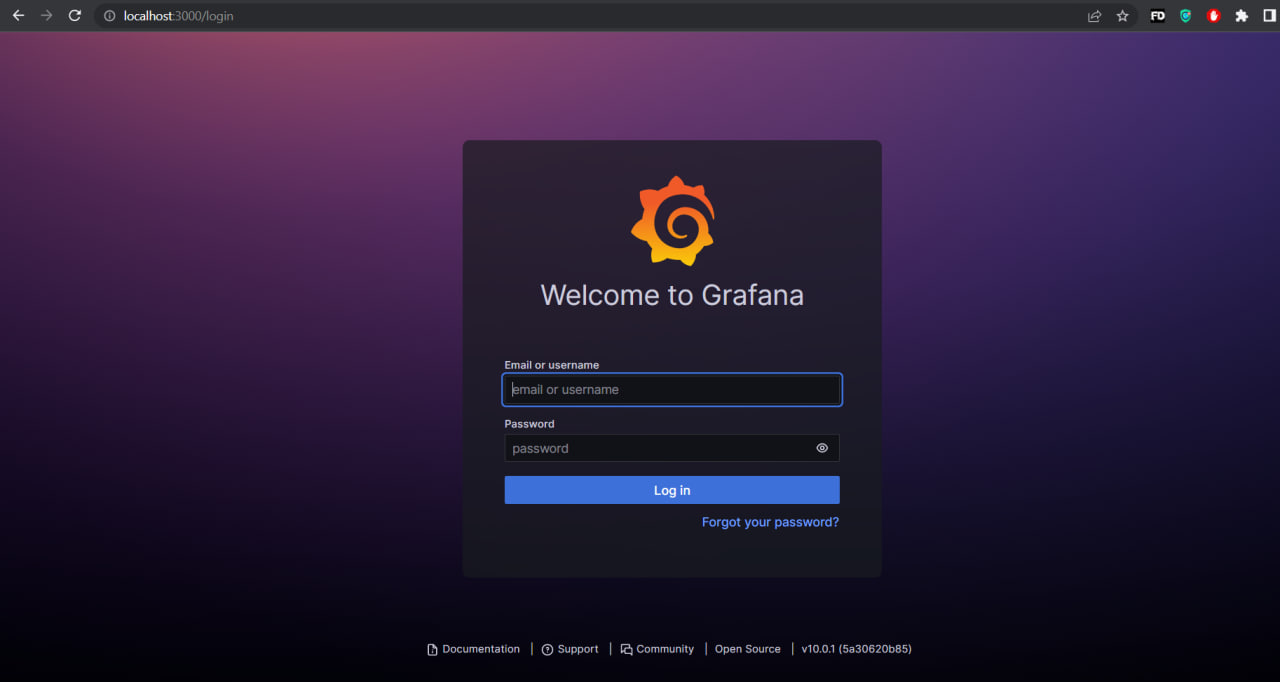 localhost:3000/login
FD
Welcome to Grafana
Email or username
email or username
Password
password
Log in
Forgot your password?
Documentation | Support | Community | Open Source | v10.0.1 (5a30620b85)